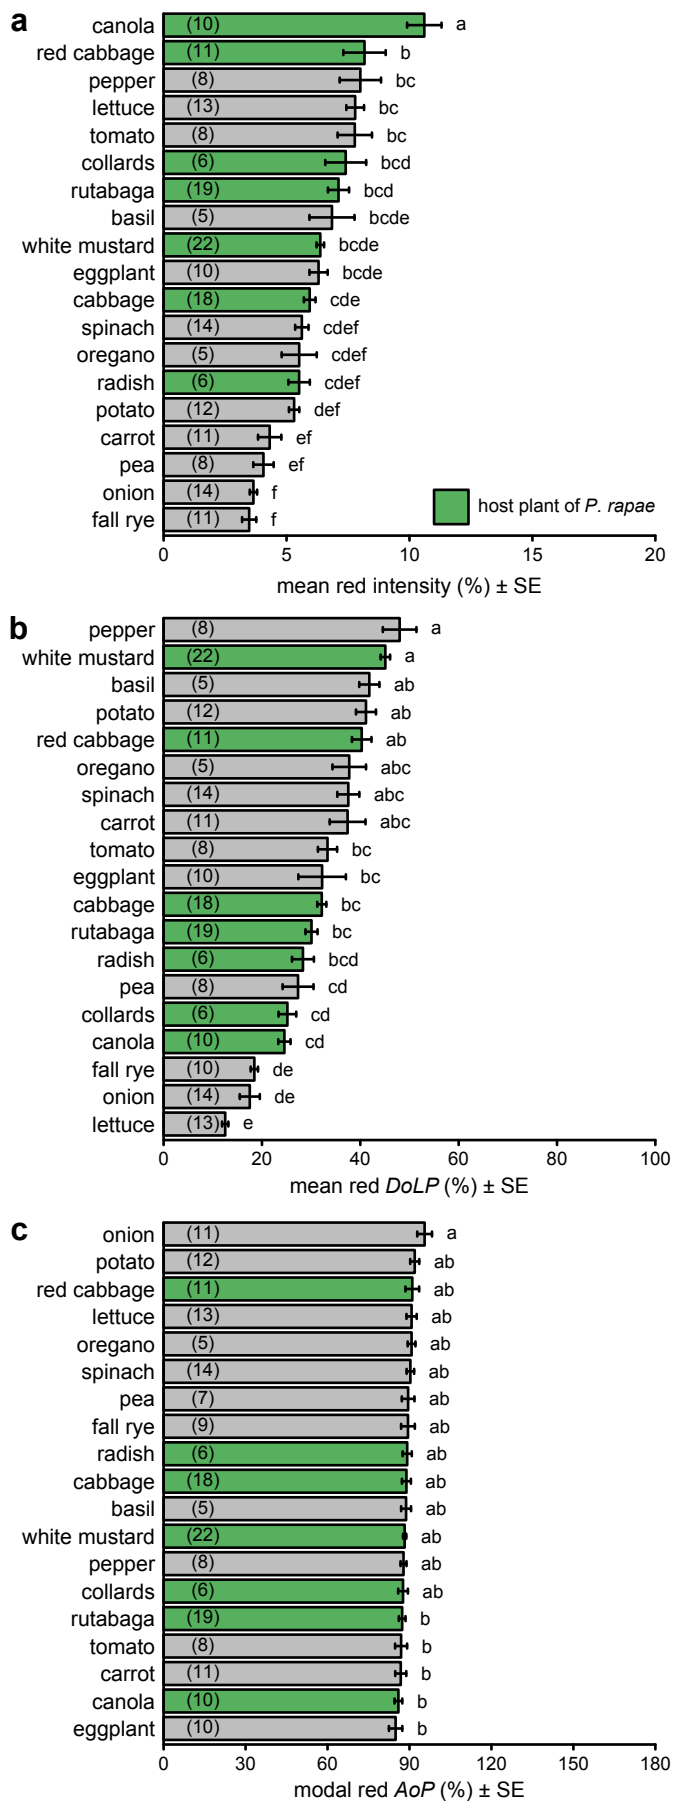 a
canola (10) a
red cabbage (11) b
pepper (8) bc
lettuce (13) bc
tomato (8) bc
collards (6) bcd
rutabaga (19) bcd
basil (5) bcde
white mustard (22) bcde
eggplant (10) bcde
cabbage (18) cde
spinach (14) cdef
oregano (5) cdef
radish (6) cdef
potato (12) def
carrot (11) ef
pea (8) ef
onion (14) f
fall rye (11) f
host plant of P. rapae
0 5 10 15 20
mean red intensity (%) ± SE
b
pepper (8) a
white mustard (22) a
basil (5) ab
potato (12) ab
red cabbage (11) ab
oregano (5) abc
spinach (14) abc
carrot (11) abc
tomato (8) bc
eggplant (10) bc
cabbage (18) bc
rutabaga (19) bc
radish (6) bcd
pea (8) cd
collards (6) cd
canola (10) cd
fall rye (10) de
onion (14) de
lettuce (13) e
0 20 40 60 80 100
mean red DoLP (%) ± SE
c
onion (11) a
potato (12) ab
red cabbage (11) ab
lettuce (13) ab
oregano (5) ab
spinach (14) ab
pea (7) ab
fall rye (9) ab
radish (6) ab
cabbage (18) ab
basil (5) ab
white mustard (22) ab
pepper (8) ab
collards (6) ab
rutabaga (19) b
tomato (8) b
carrot (11) b
canola (10) b
eggplant (10) b
0 30 60 90 120 150 180
modal red AoP (%) ± SE